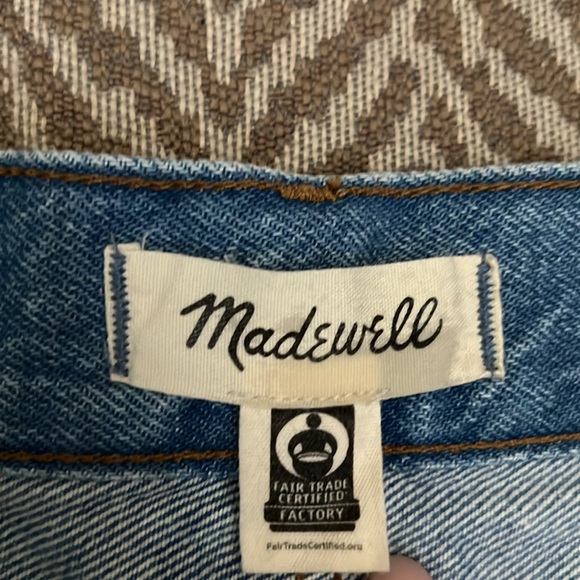 Madewell
FAIR TRADE
CERTIFIED
FACTORY
FairTradeCertified.org